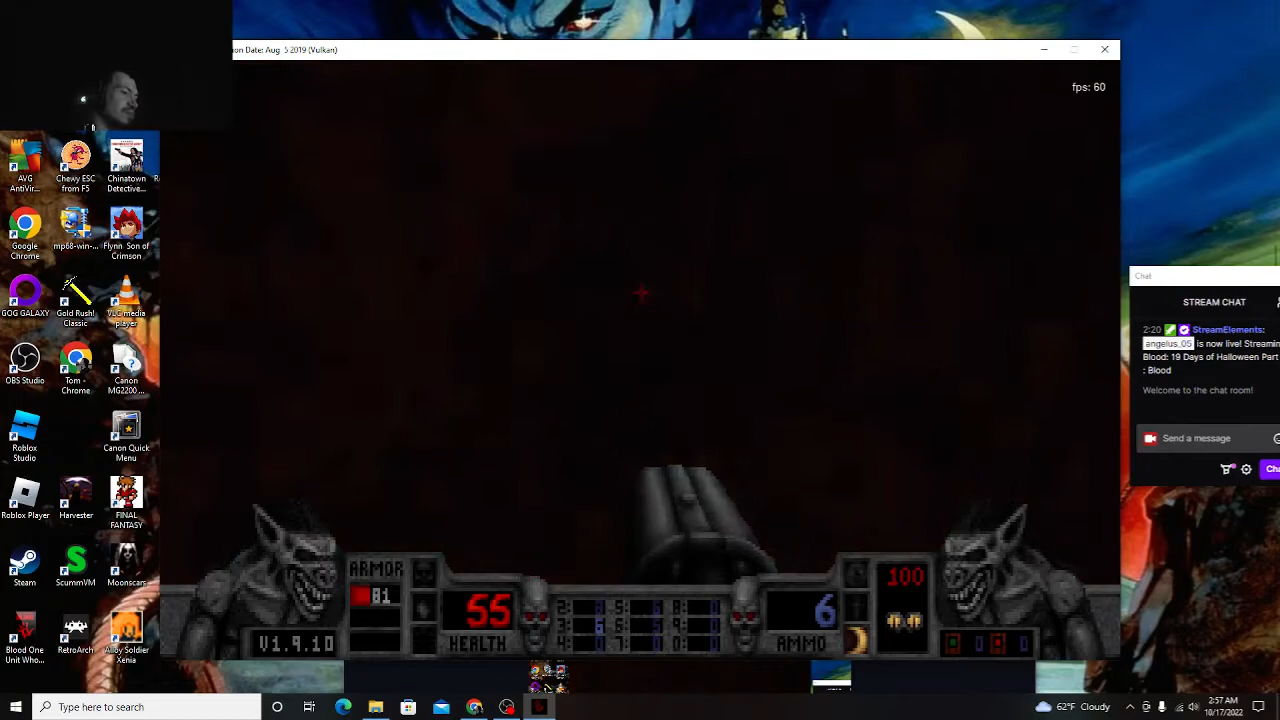 ion Date: Aug 5 2019 (Vulkan)
fps: 60
AVG
AntiVir...
Chewy ESC
from F5
Chinatown
Detective...
Google
Chrome
mp68-win-...
Flynn Son of
Crimson
GOG GALAXY
Gold Rush!
Classic
VLC media
player
OBS Studio
Tom -
Chrome
Canon
MG2200 ...
Roblox
Studio
Canon Quick
Menu
Roblox Player
Harvester
FINAL
FANTASY
Steam
ScummVM
Moonscars
Blood One
Unit Who...
RetroArch
Alloy Soldier
Xenia
Chat
STREAM CHAT
2:20 StreamElements:
angelus_05 is now live! Streamin
Blood: 19 Days of Halloween Part
: Blood
Welcome to the chat room!
Send a message
Cha
ARMOR
81
V1.9.10
55
HEALTH
6
AMMO
100
Type here to search
62°F Cloudy
2:57 AM
10/17/2022